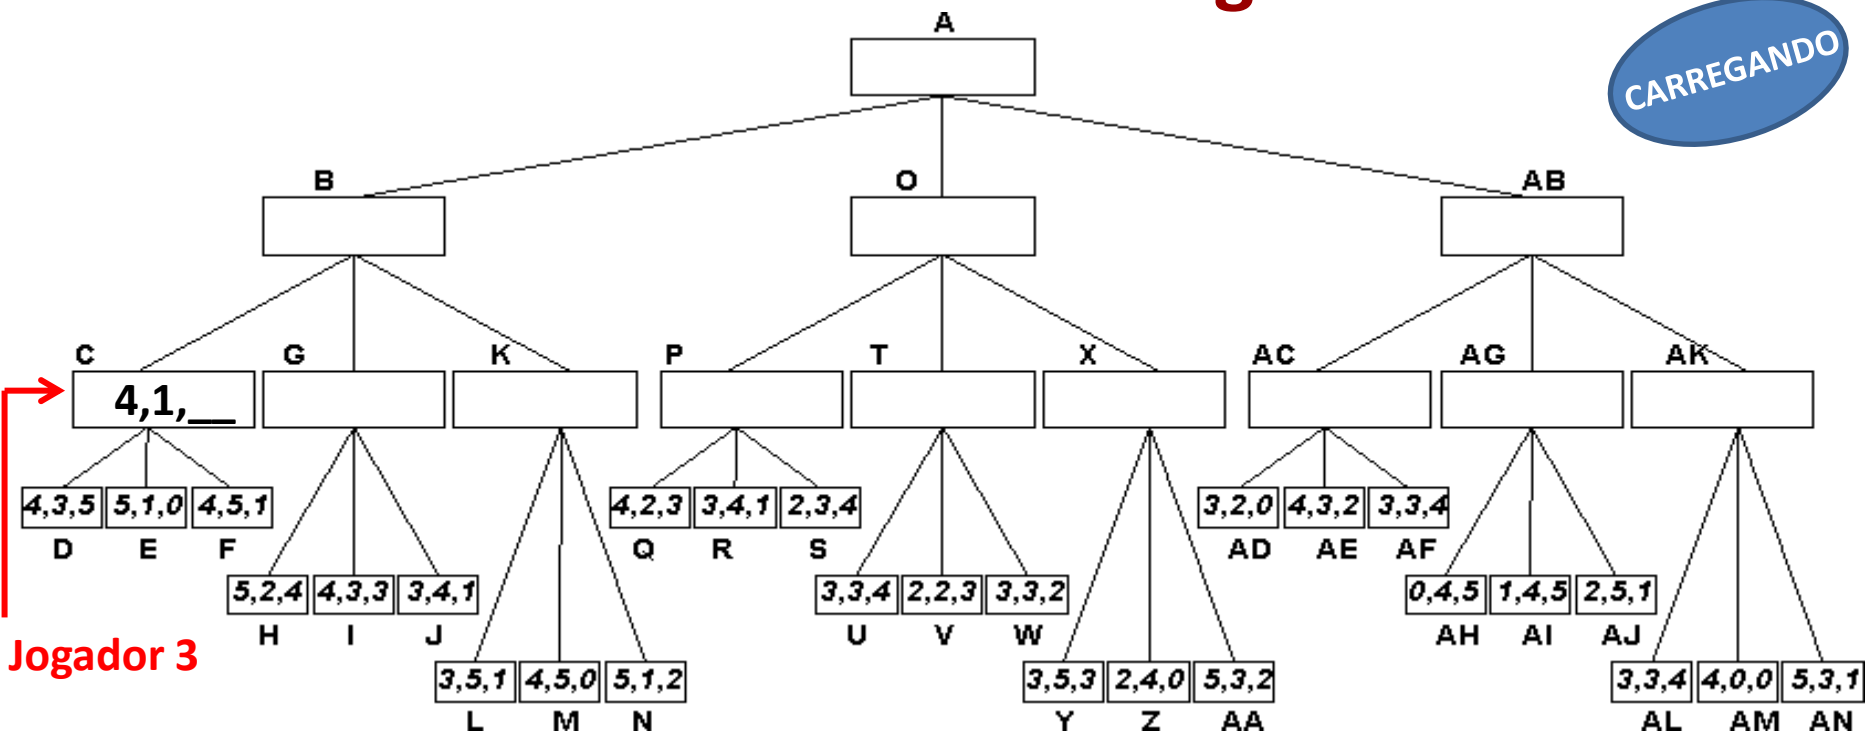 A
CARREGANDO
B O AB
C G K P T X AC AG AK
4,1,__
4,3,5 5,1,0 4,5,1 4,2,3 3,4,1 2,3,4 3,2,0 4,3,2 3,3,4
D E F Q R S AD AE AF
5,2,4 4,3,3 3,4,1 3,3,4 2,2,3 3,3,2 0,4,5 1,4,5 2,5,1
H I J U V W AH AI AJ
Jogador 3
3,5,1 4,5,0 5,1,2 3,5,3 2,4,0 5,3,2 3,3,4 4,0,0 5,3,1
L M N Y Z AA AL AM AN